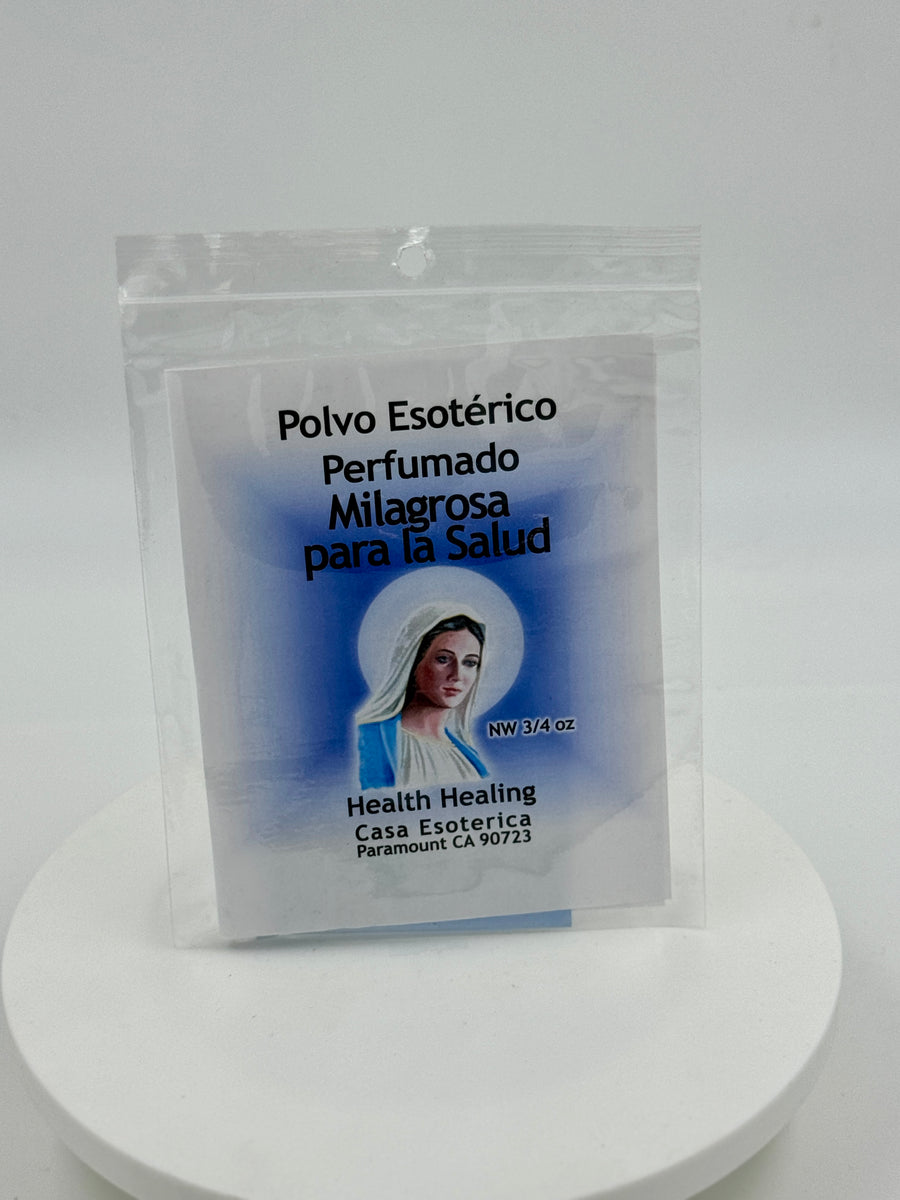 Polvo Esotérico
Perfumado
Milagrosa
para la Salud
NW 3/4 oz
Health Healing
Casa Esoterica
Paramount CA 90723